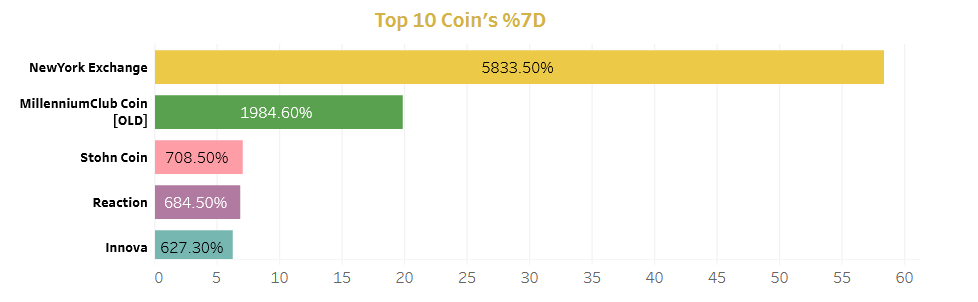 Top 10 Coin’s %7D
NewYork Exchange 5833.50%
MillenniumClub Coin
[OLD] 1984.60%
Stohn Coin 708.50%
Reaction 684.50%
Innova 627.30%
0 5 10 15 20 25 30 35 40 45 50 55 60